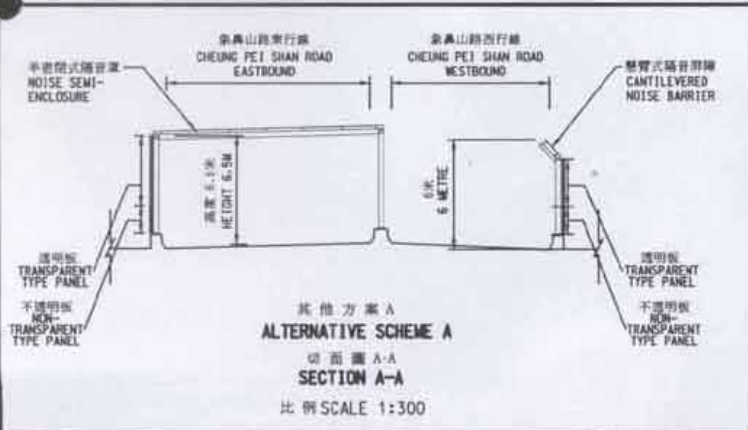 象鼻山路東行線
CHEUNG PEI SHAN ROAD
EASTBOUND
象鼻山路西行線
CHEUNG PEI SHAN ROAD
WESTBOUND
半密閉式隔音罩
NOISE SEMI-
ENCLOSURE
懸臂式隔音屏障
CANTILEVERED
NOISE BARRIER
高度 6.5米
HEIGHT 6.5M
6米
6 METRE
透明板
TRANSPARENT
TYPE PANEL
不透明板
NON-
TRANSPARENT
TYPE PANEL
透明板
TRANSPARENT
TYPE PANEL
不透明板
NON-
TRANSPARENT
TYPE PANEL
其他方案 A
ALTERNATIVE SCHEME A
切面圖 A-A
SECTION A-A
比例 SCALE 1:300